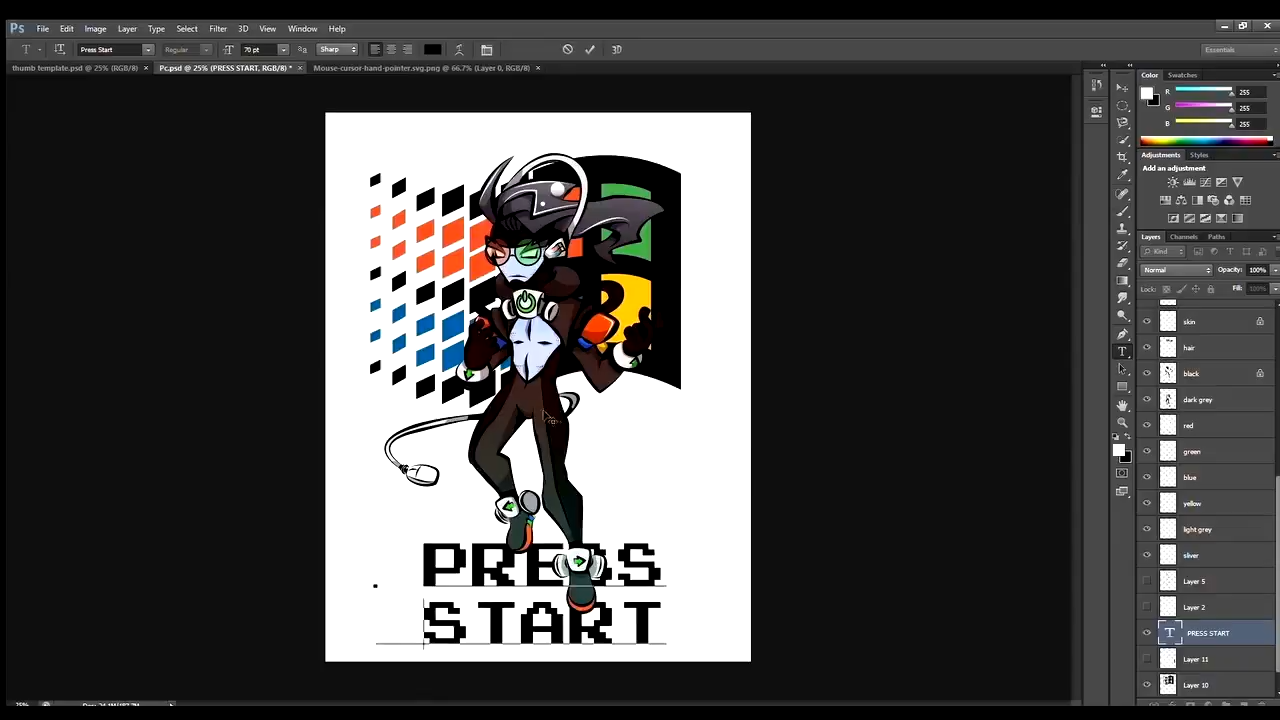 Ps File Edit Image Layer Type Select Filter 3D View Window Help
Press Start Regular 70 pt Sharp 3D Essentials
thumb template.psd @ 25% (RGB/8) × Pc.psd @ 25% (PRESS START, RGB/8) * × Mouse-cursor-hand-pointer.svg.png @ 66.7% (Layer 0, RGB/8) ×
Color Swatches
R 255
G 255
B 255
Adjustments Styles
Add an adjustment
Layers Channels Paths
Kind
Normal Opacity: 100%
Lock: Fill: 100%
skin
hair
black
dark grey
red
green
blue
yellow
light grey
sliver
Layer 5
Layer 2
T PRESS START
Layer 11
Layer 10
PRESS
START
25%